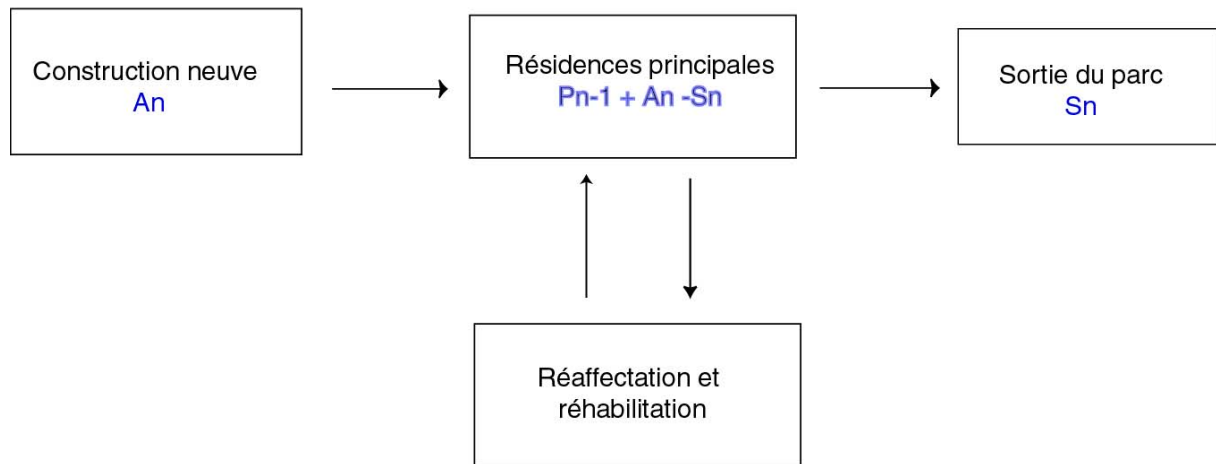 Construction neuve
An
Résidences principales
Pn-1 + An -Sn
Sortie du parc
Sn
Réaffectation et
réhabilitation